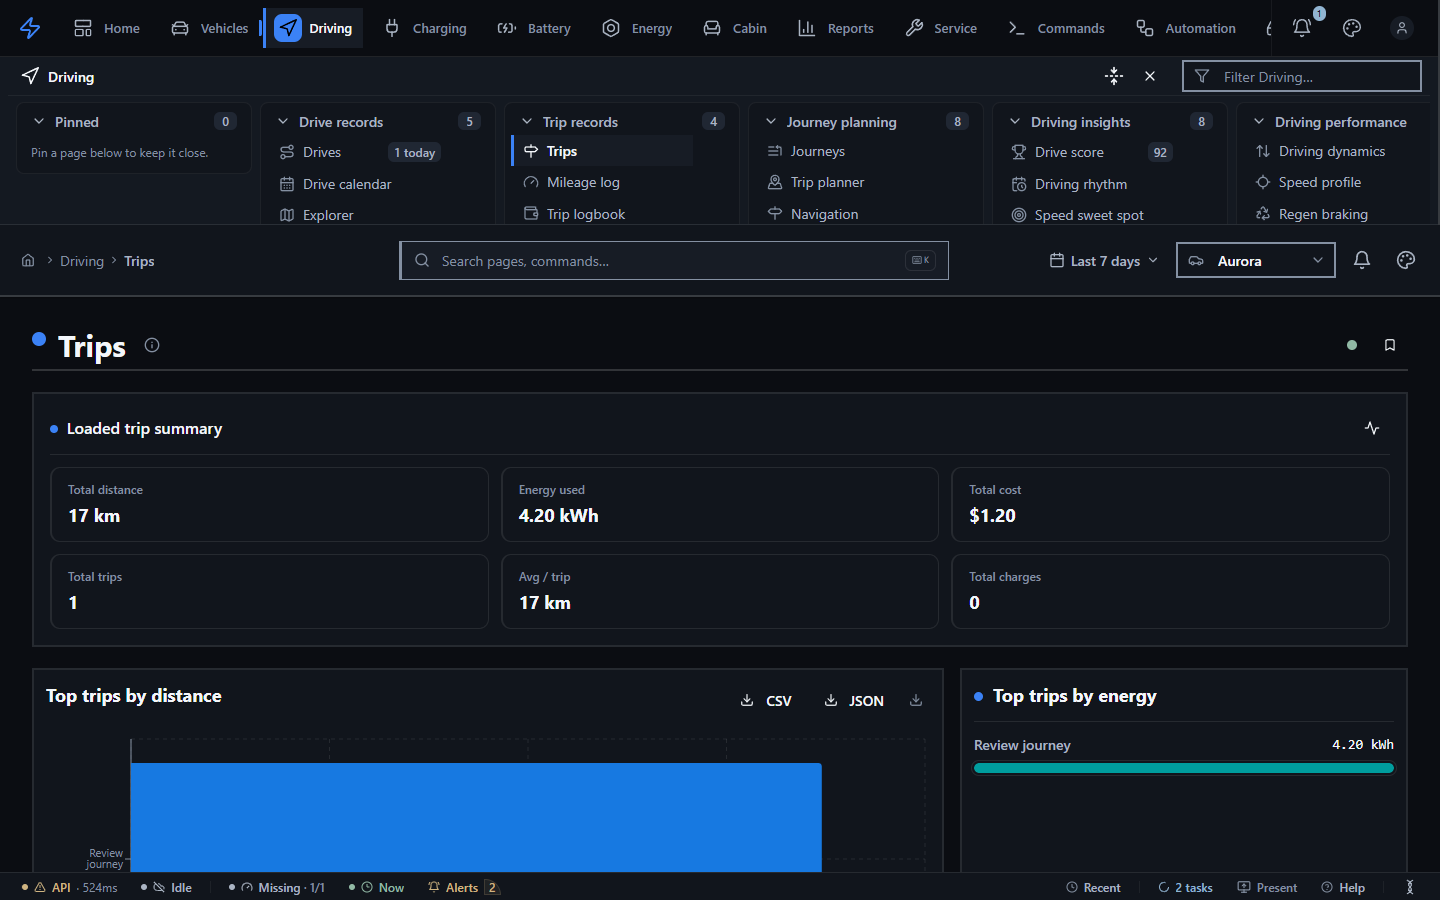 Home Vehicles Driving Charging Battery Energy Cabin Reports Service Commands Automation 1
Driving Filter Driving...
Pinned 0
Pin a page below to keep it close.
Drive records 5
Drives 1 today
Drive calendar
Explorer
Trip records 4
Trips
Mileage log
Trip logbook
Journey planning 8
Journeys
Trip planner
Navigation
Driving insights 8
Drive score 92
Driving rhythm
Speed sweet spot
Driving performance
Driving dynamics
Speed profile
Regen braking
Driving Trips Search pages, commands... K Last 7 days Aurora
Trips
Loaded trip summary
Total distance
17 km
Energy used
4.20 kWh
Total cost
$1.20
Total trips
1
Avg / trip
17 km
Total charges
0
Top trips by distance CSV JSON
Review
journey
Top trips by energy
Review journey 4.20 kWh
API · 524ms Idle Missing · 1/1 Now Alerts 2 Recent 2 tasks Present Help